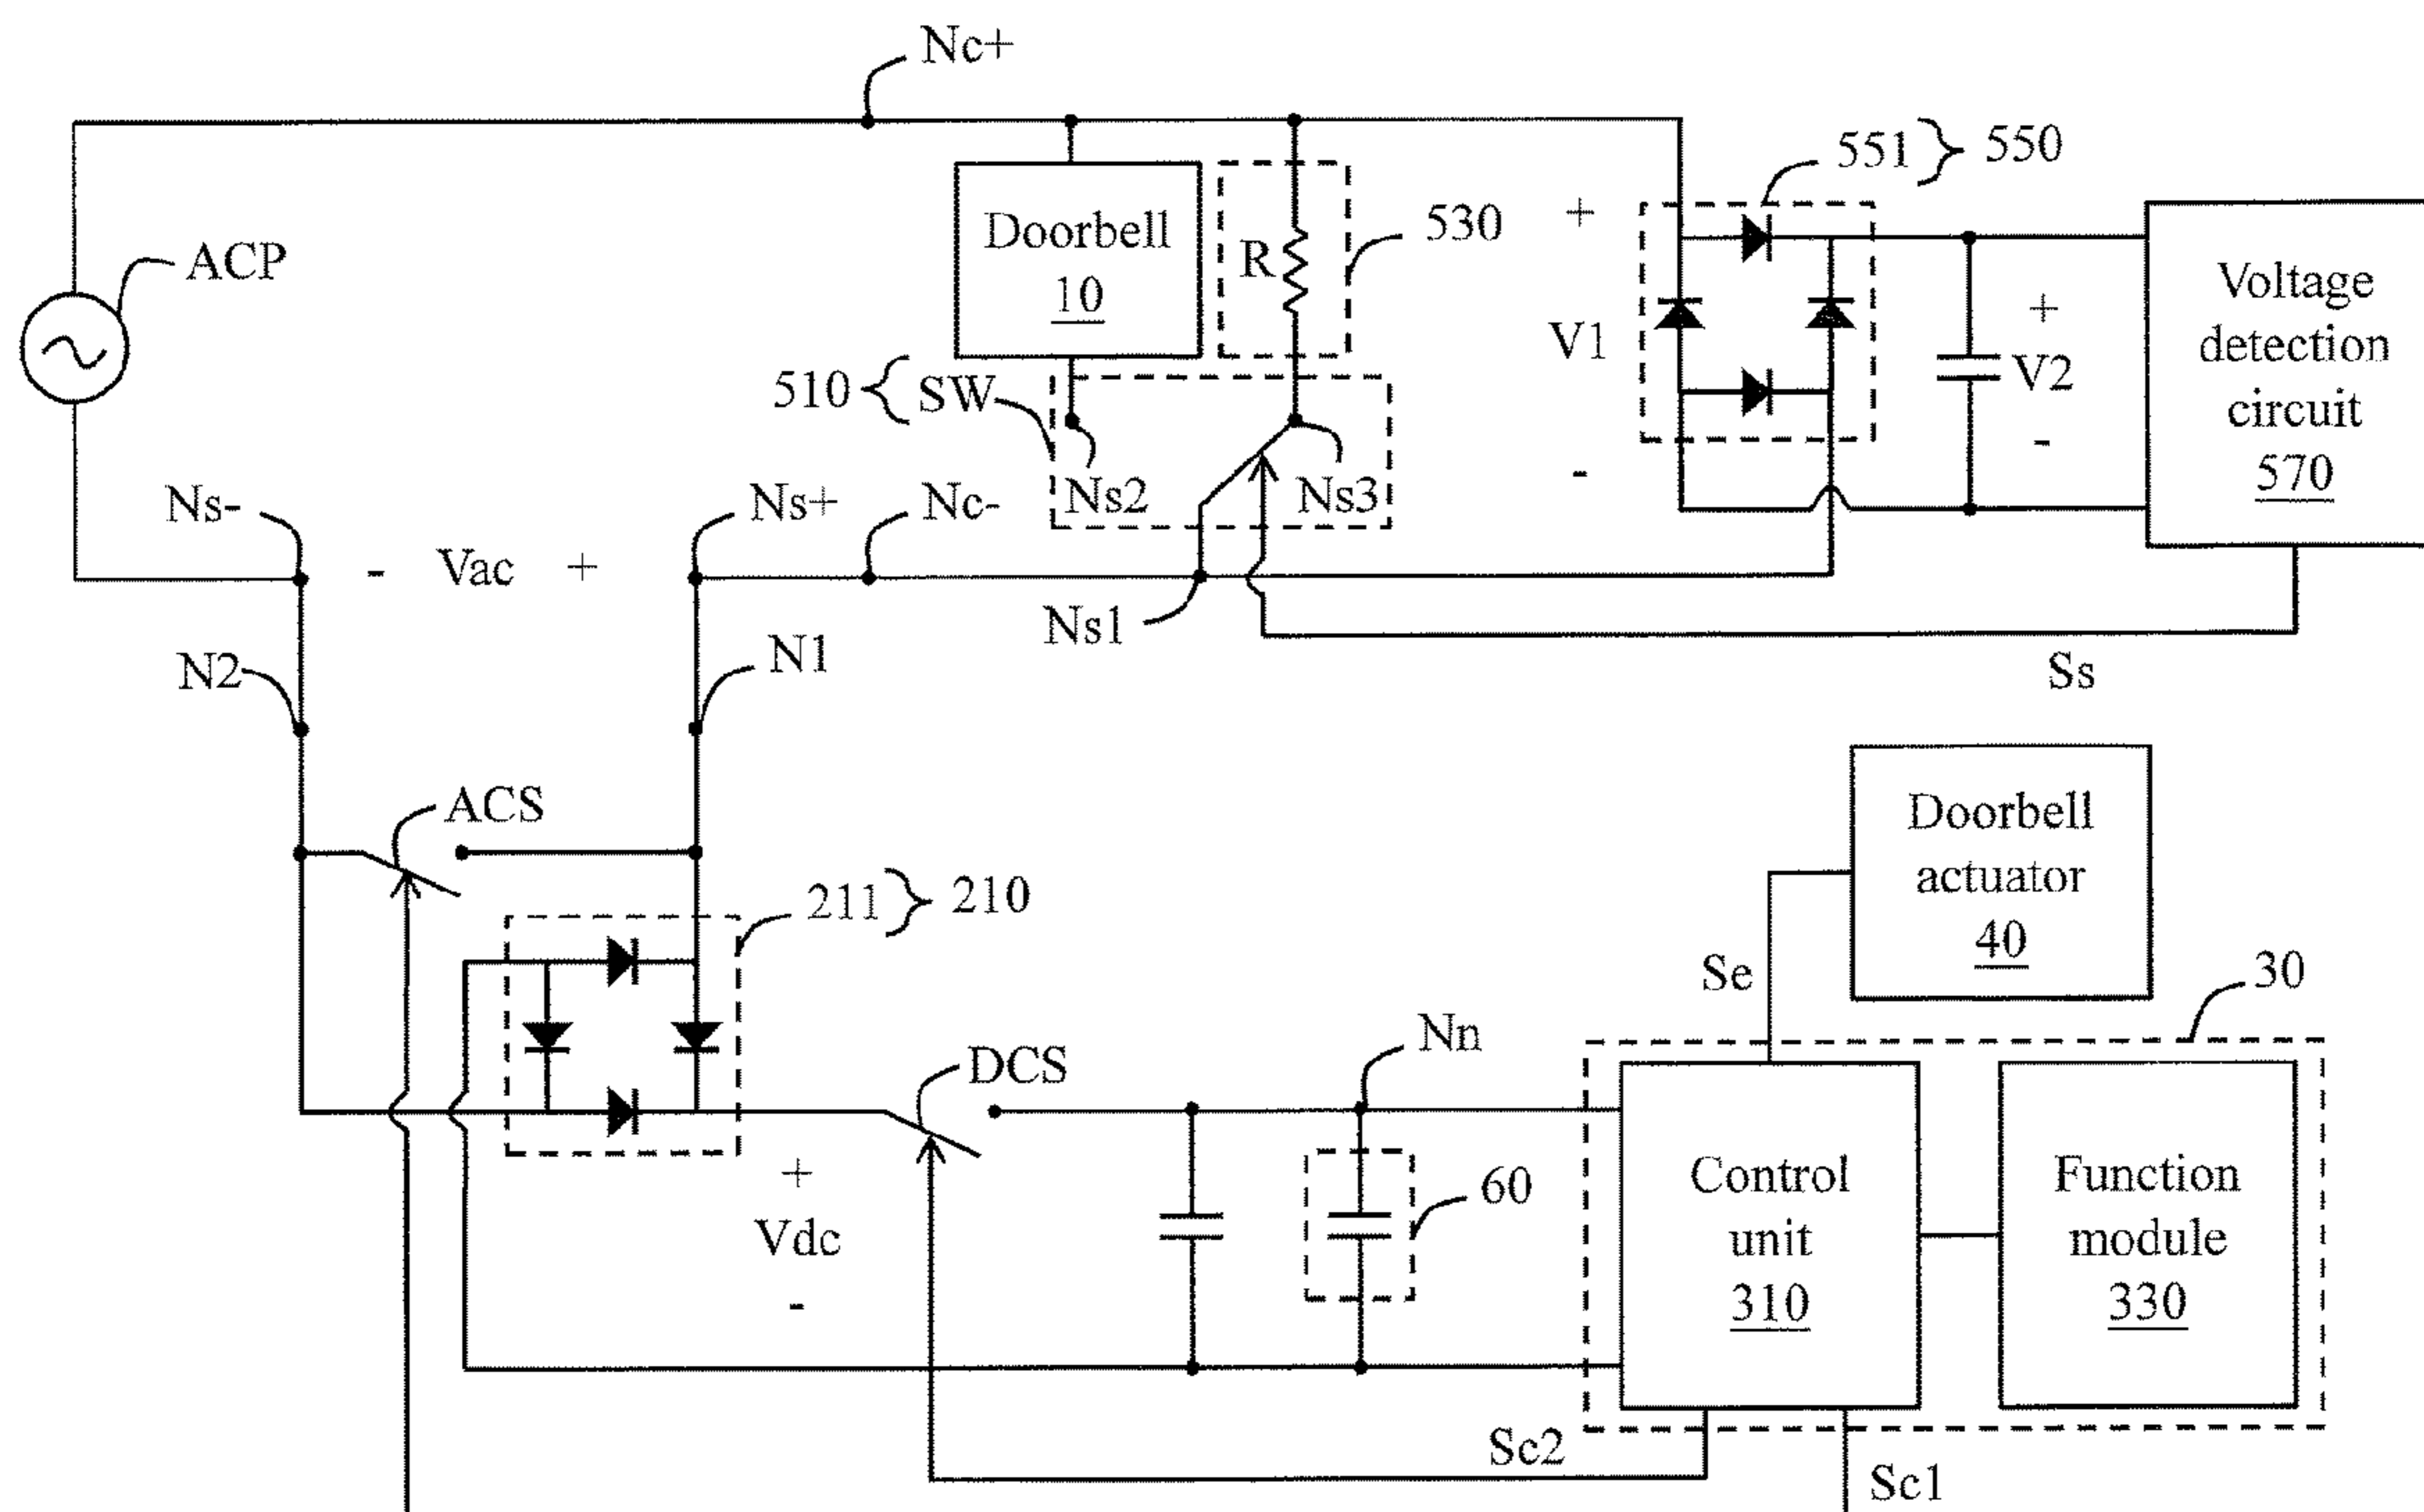 Nc+
551 } 550
ACP
Doorbell
10
R
530
+
V1
-
+
V2
-
Voltage
detection
circuit
570
510 { SW
Ns2
Ns3
Ns-
- Vac +
Ns+
Nc-
Ns1
Ss
N2
N1
ACS
211 } 210
Doorbell
actuator
40
Se
30
DCS
Nn
+
Vdc
-
60
Control
unit
310
Function
module
330
Sc2
Sc1